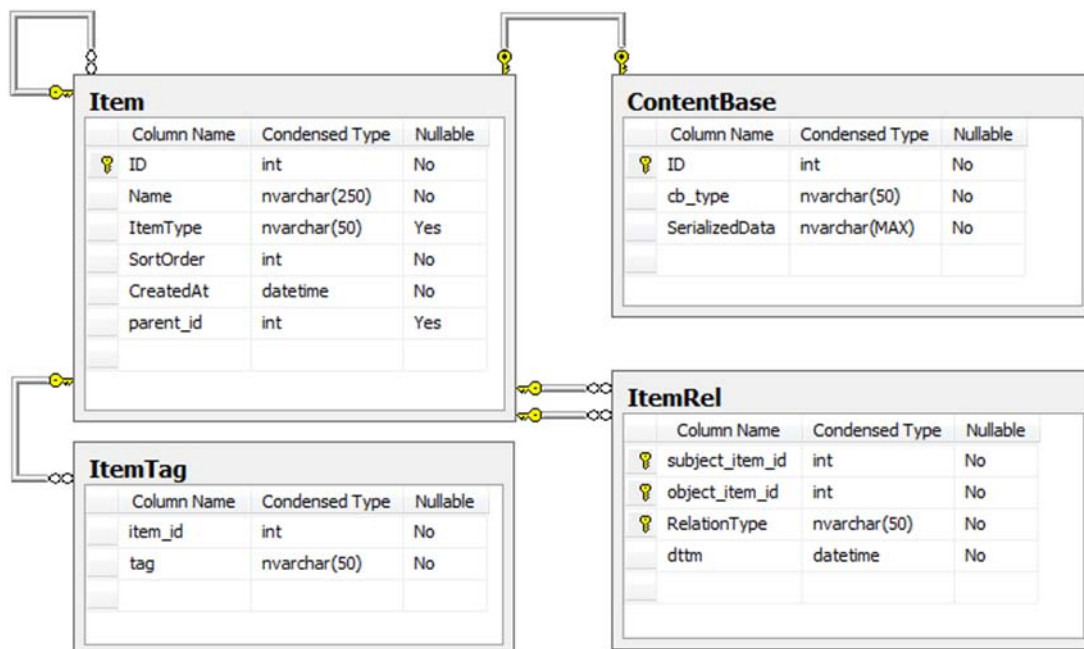 Item
Column Name Condensed Type Nullable
ID int No
Name nvarchar(250) No
ItemType nvarchar(50) Yes
SortOrder int No
CreatedAt datetime No
parent_id int Yes
ContentBase
Column Name Condensed Type Nullable
ID int No
cb_type nvarchar(50) No
SerializedData nvarchar(MAX) No
ItemTag
Column Name Condensed Type Nullable
item_id int No
tag nvarchar(50) No
ItemRel
Column Name Condensed Type Nullable
subject_item_id int No
object_item_id int No
RelationType nvarchar(50) No
dttm datetime No